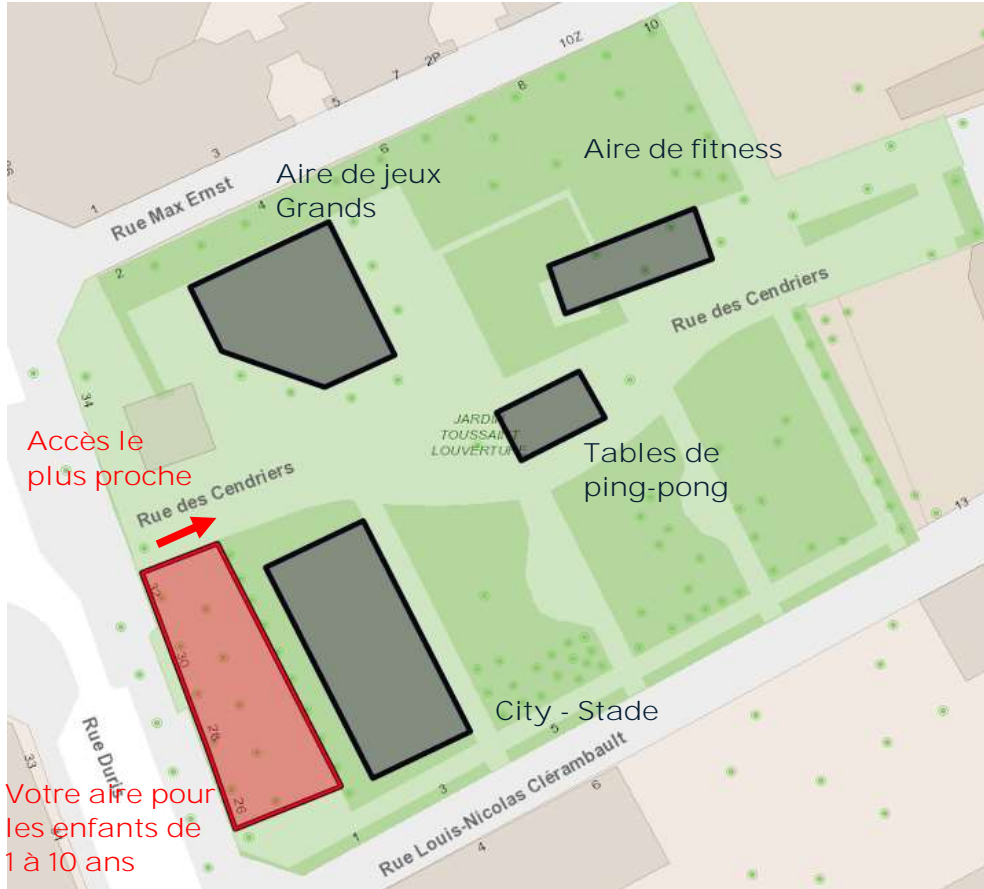 10
10Z
2P
7
8
5
3
6
Aire de fitness
Aire de jeux
Grands
4
1
Rue Max Ernst
2
Rue des Cendriers
34
JARDIN
TOUSSAINT
LOUVERTURE
Accès le
plus proche
Tables de
ping-pong
Rue des Cendriers
13
32
30
28
26
City - Stade
5
Rue Duris
33
3
6
Votre aire pour
les enfants de
1 à 10 ans
1
Rue Louis-Nicolas Clérambault
4